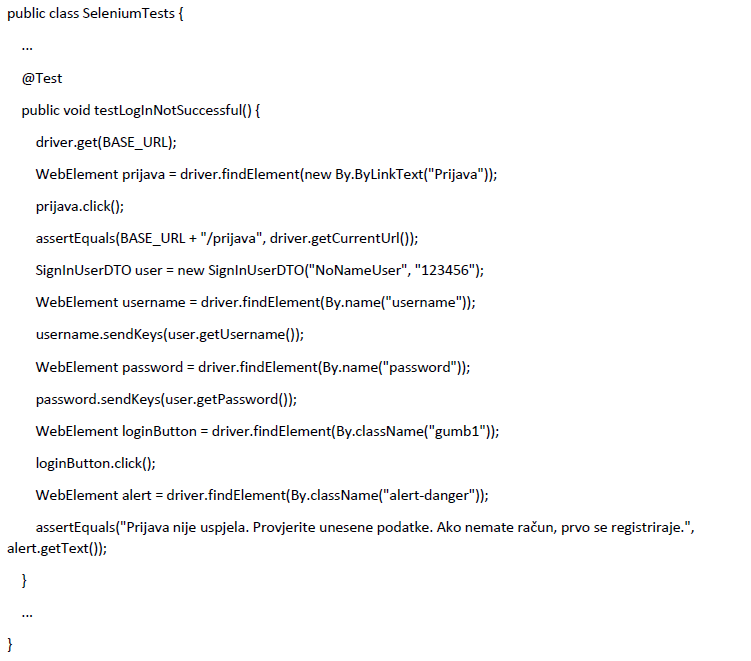 public class SeleniumTests {
...
@Test
public void testLogInNotSuccessful() {
driver.get(BASE_URL);
WebElement prijava = driver.findElement(new By.ByLinkText("Prijava"));
prijava.click();
assertEquals(BASE_URL + "/prijava", driver.getCurrentUrl());
SignInUserDTO user = new SignInUserDTO("NoNameUser", "123456");
WebElement username = driver.findElement(By.name("username"));
username.sendKeys(user.getUsername());
WebElement password = driver.findElement(By.name("password"));
password.sendKeys(user.getPassword());
WebElement loginButton = driver.findElement(By.className("gumb1"));
loginButton.click();
WebElement alert = driver.findElement(By.className("alert-danger"));
assertEquals("Prijava nije uspjela. Provjerite unesene podatke. Ako nemate račun, prvo se registriraje.",
alert.getText());
}
...
}